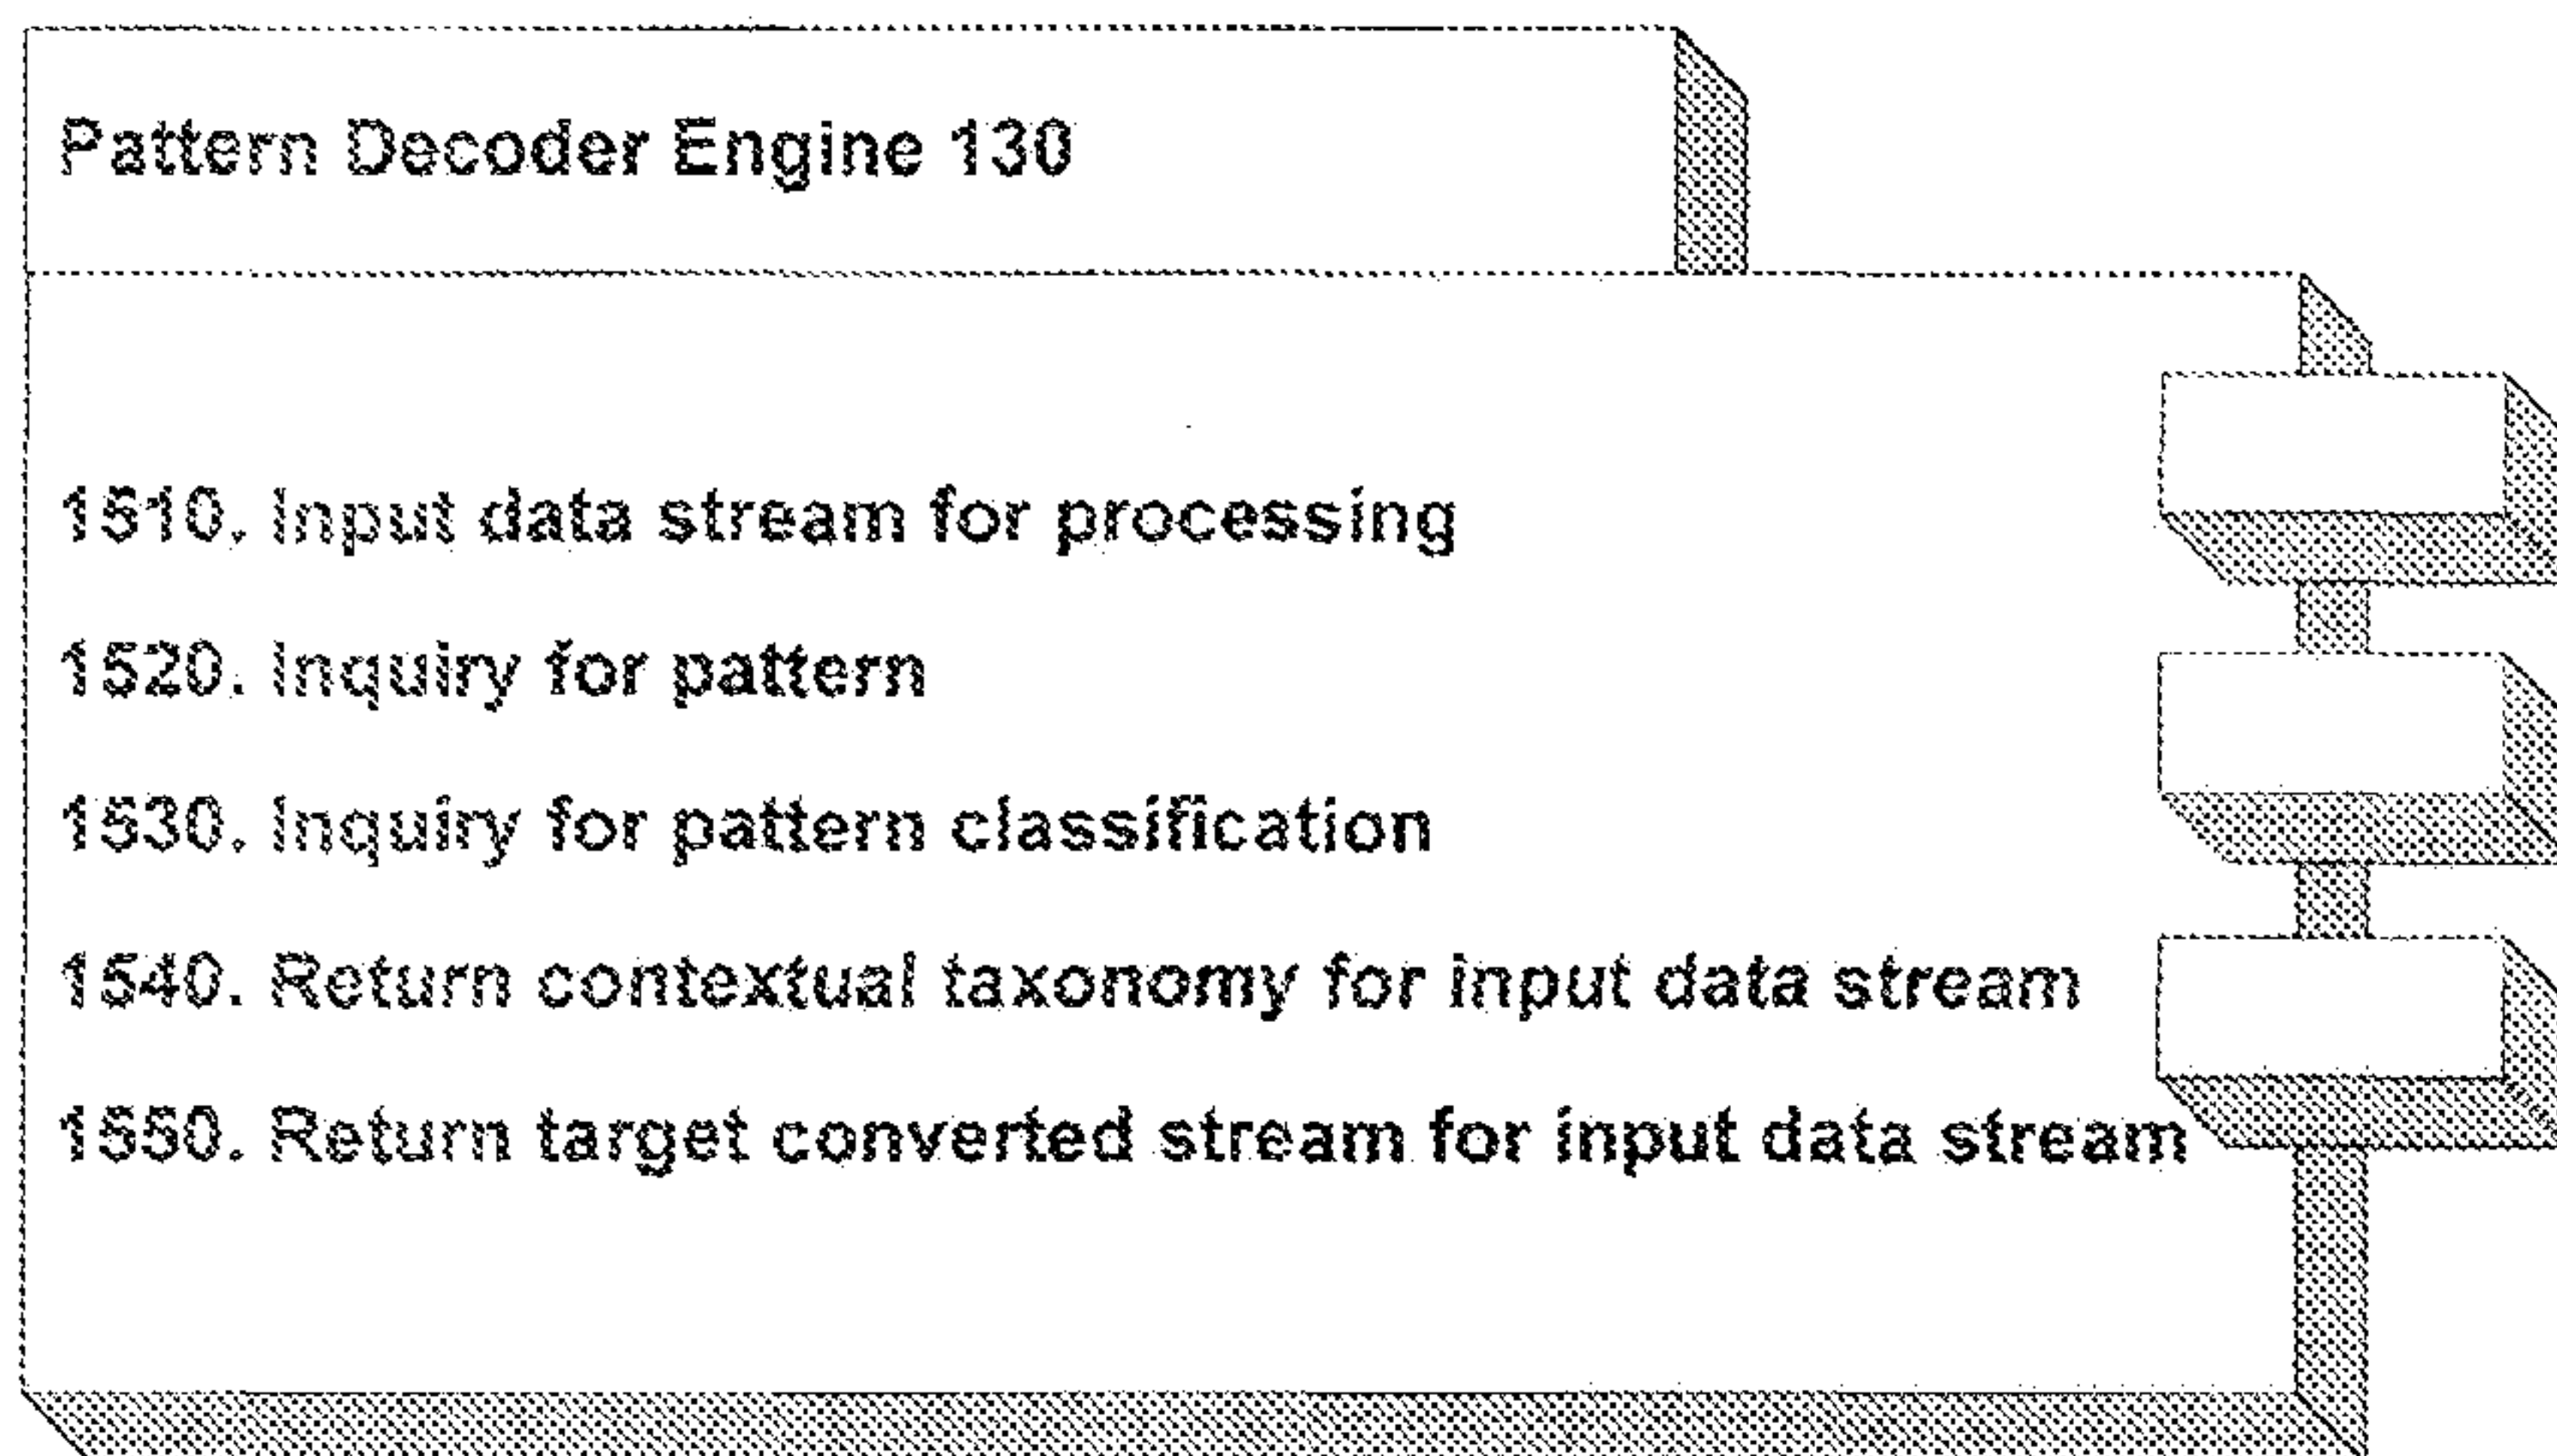 Pattern Decoder Engine 130
1510. Input data stream for processing
1520. Inquiry for pattern
1530. Inquiry for pattern classification
1540. Return contextual taxonomy for input data stream
1550. Return target converted stream for input data stream